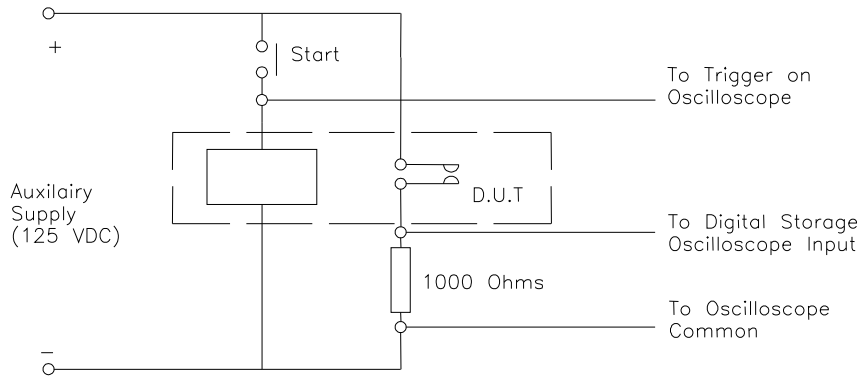 +
Start
To Trigger on
Oscilloscope
Auxilairy
Supply
(125 VDC)
D.U.T
To Digital Storage
Oscilloscope Input
1000 Ohms
To Oscilloscope
Common
−